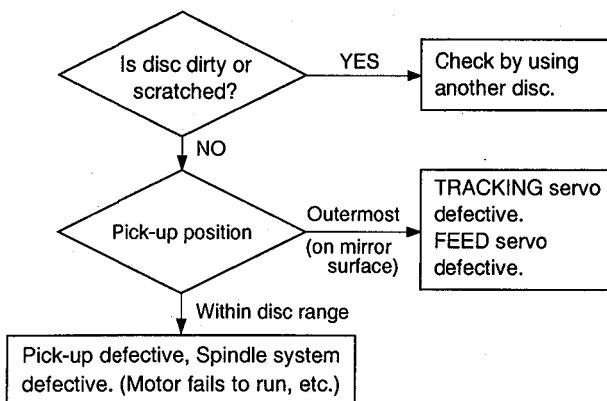 Is disc dirty or
scratched?
YES
Check by using
another disc.
NO
Pick-up position
Outermost
(on mirror
surface)
TRACKING servo
defective.
FEED servo
defective.
Within disc range
Pick-up defective, Spindle system
defective. (Motor fails to run, etc.)